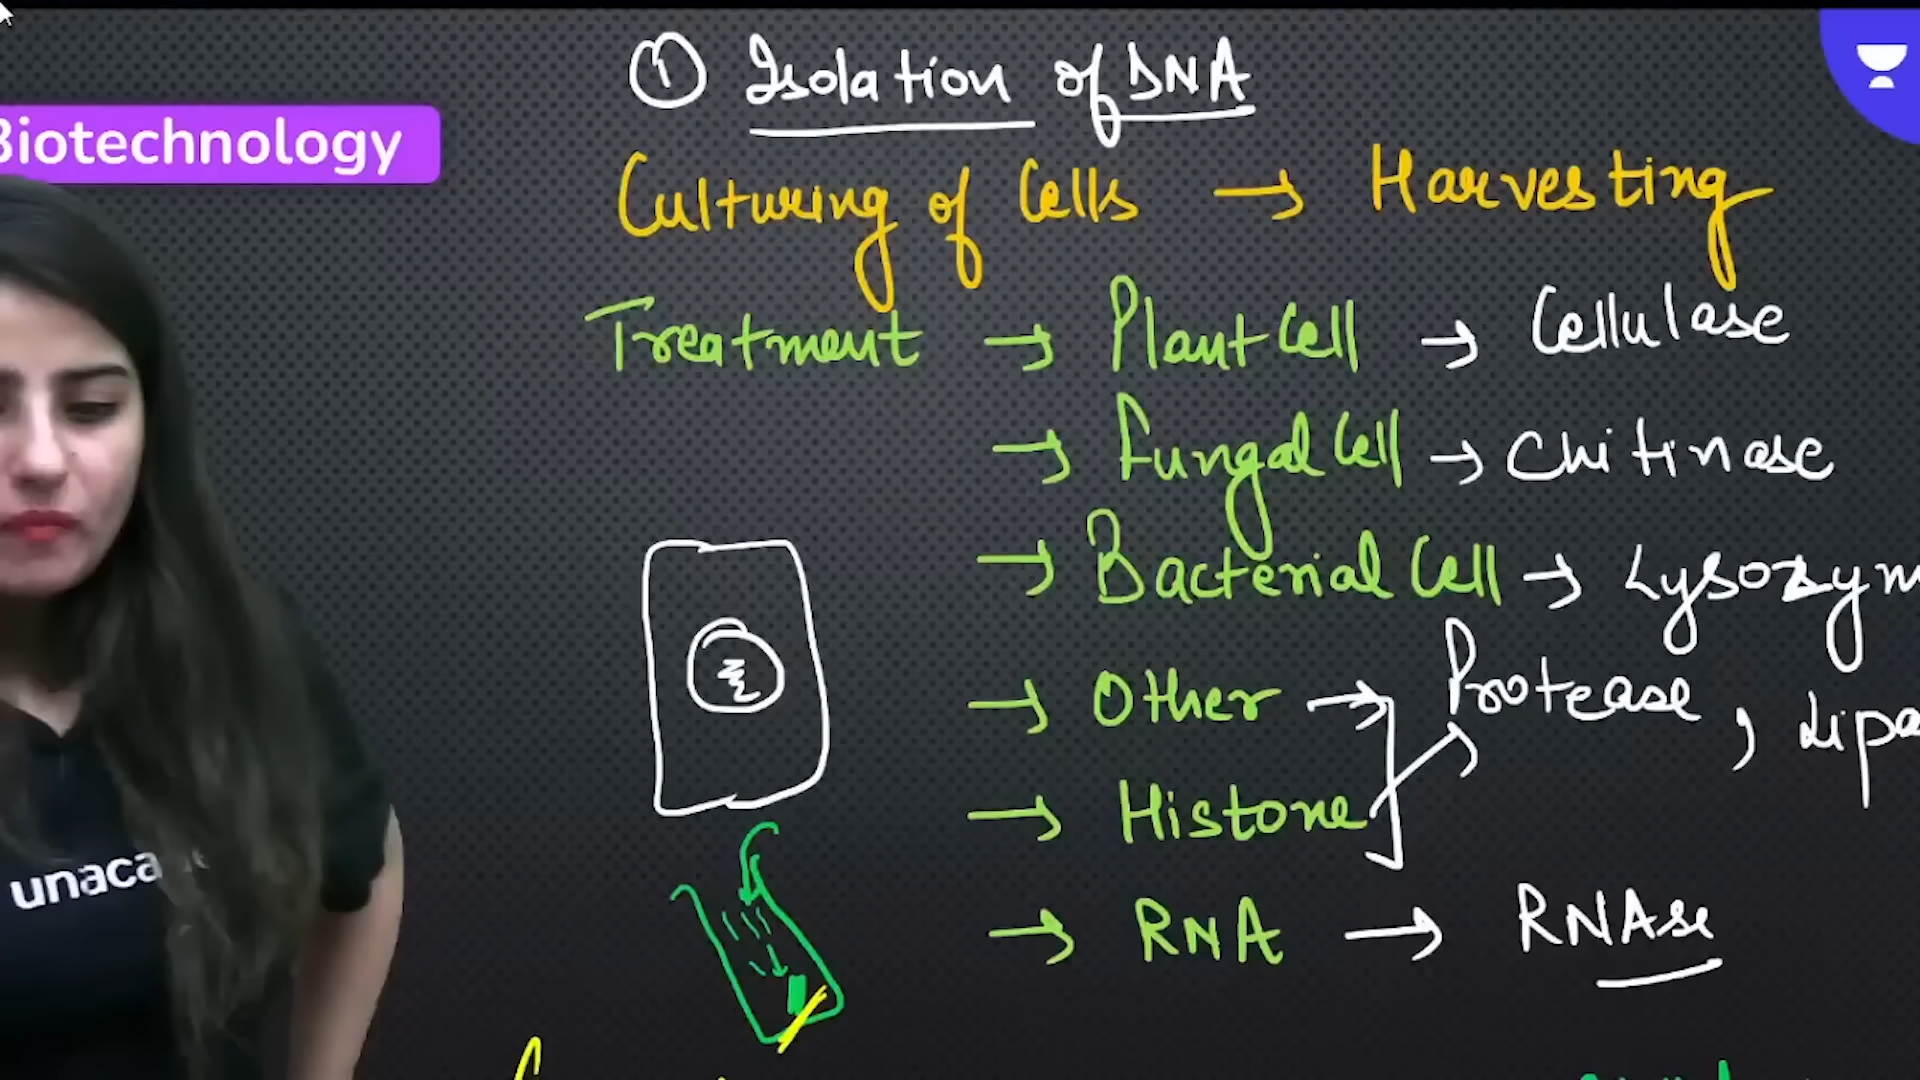 ① Isolation of DNA
Biotechnology
Culturing of Cells → Harvesting
Treatment → Plant Cell → Cellulase
→ Fungal Cell → Chitinase
→ Bacterial Cell → Lysozym
→ Other → Protease, Lipa
→ Histone
→ RNA → RNAse
unaca